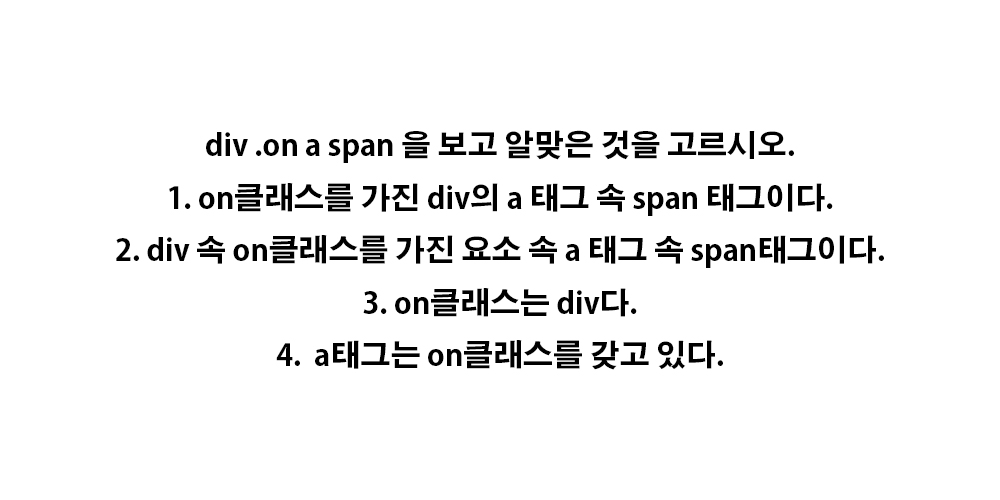 div .on a span 을 보고 알맞은 것을 고르시오.
1. on클래스를 가진 div의 a 태그 속 span 태그이다.
2. div 속 on클래스를 가진 요소 속 a 태그 속 span태그이다.
3. on클래스는 div다.
4. a태그는 on클래스를 갖고 있다.